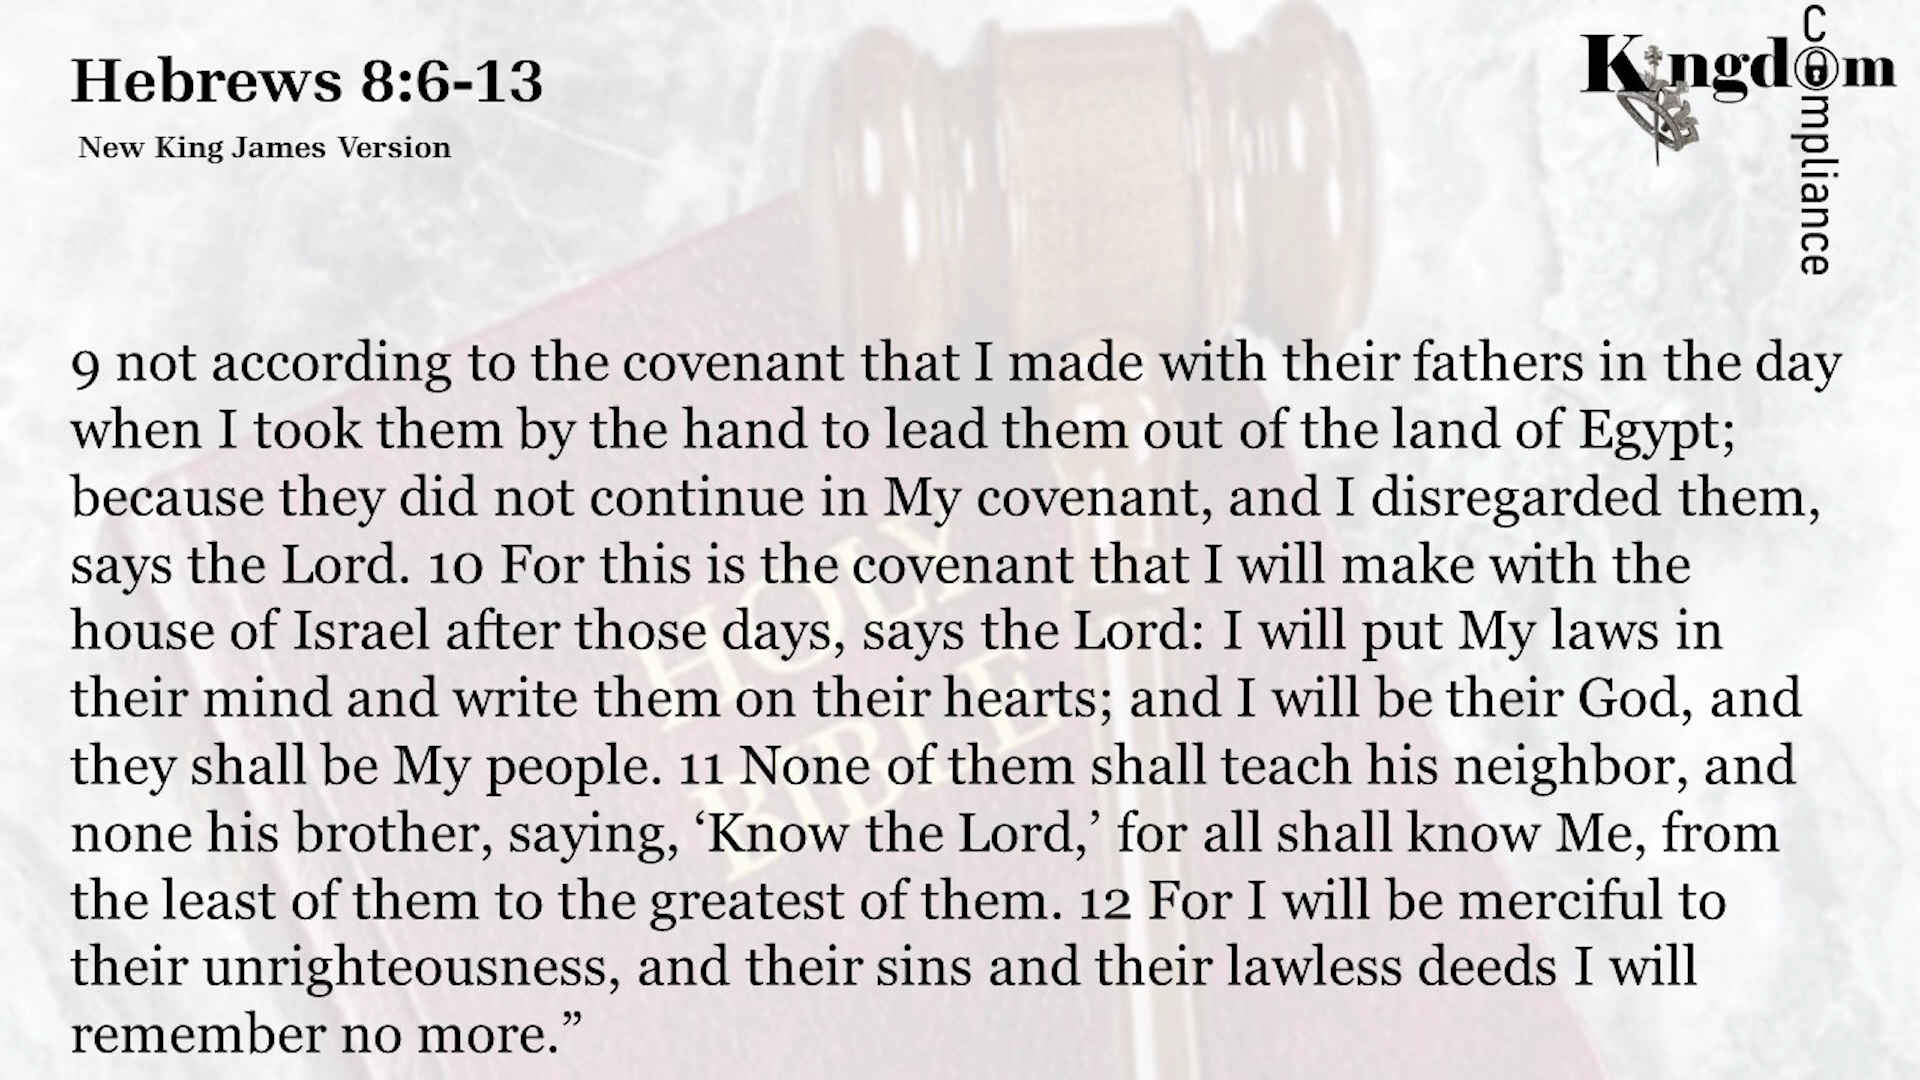 Hebrews 8:6-13
New King James Version
Kingdom
Compliance
9 not according to the covenant that I made with their fathers in the day
when I took them by the hand to lead them out of the land of Egypt;
because they did not continue in My covenant, and I disregarded them,
says the Lord. 10 For this is the covenant that I will make with the
house of Israel after those days, says the Lord: I will put My laws in
their mind and write them on their hearts; and I will be their God, and
they shall be My people. 11 None of them shall teach his neighbor, and
none his brother, saying, ‘Know the Lord,’ for all shall know Me, from
the least of them to the greatest of them. 12 For I will be merciful to
their unrighteousness, and their sins and their lawless deeds I will
remember no more.”
HOLY
BIBLE